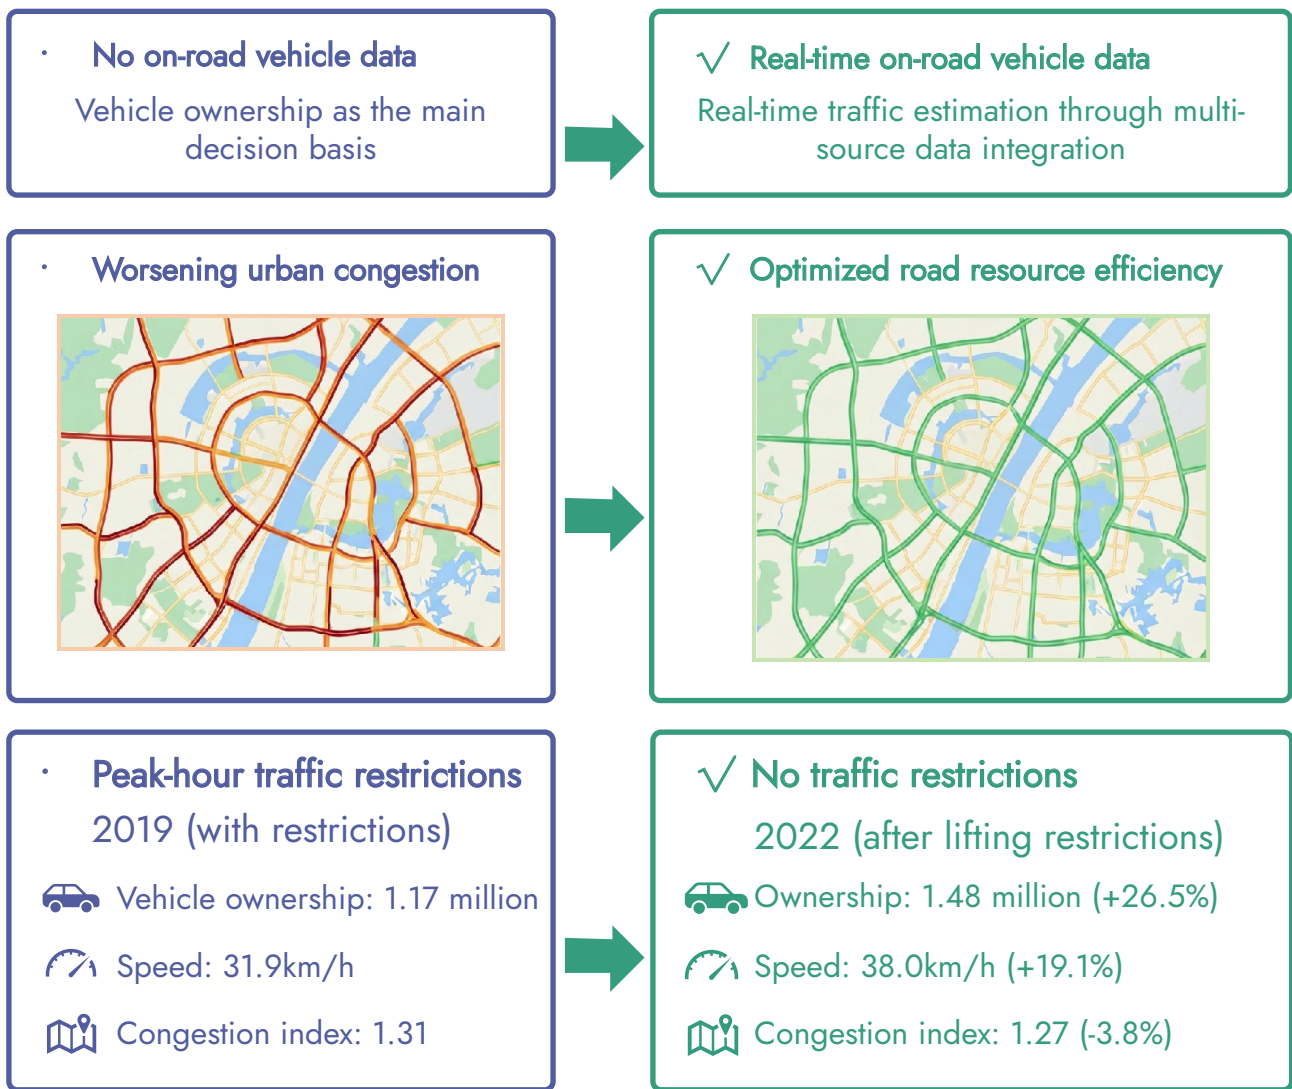 · No on-road vehicle data
Vehicle ownership as the main
decision basis
√ Real-time on-road vehicle data
Real-time traffic estimation through multi-
source data integration
· Worsening urban congestion
√ Optimized road resource efficiency
· Peak-hour traffic restrictions
2019 (with restrictions)
Vehicle ownership: 1.17 million
Speed: 31.9km/h
Congestion index: 1.31
√ No traffic restrictions
2022 (after lifting restrictions)
Ownership: 1.48 million (+26.5%)
Speed: 38.0km/h (+19.1%)
Congestion index: 1.27 (-3.8%)